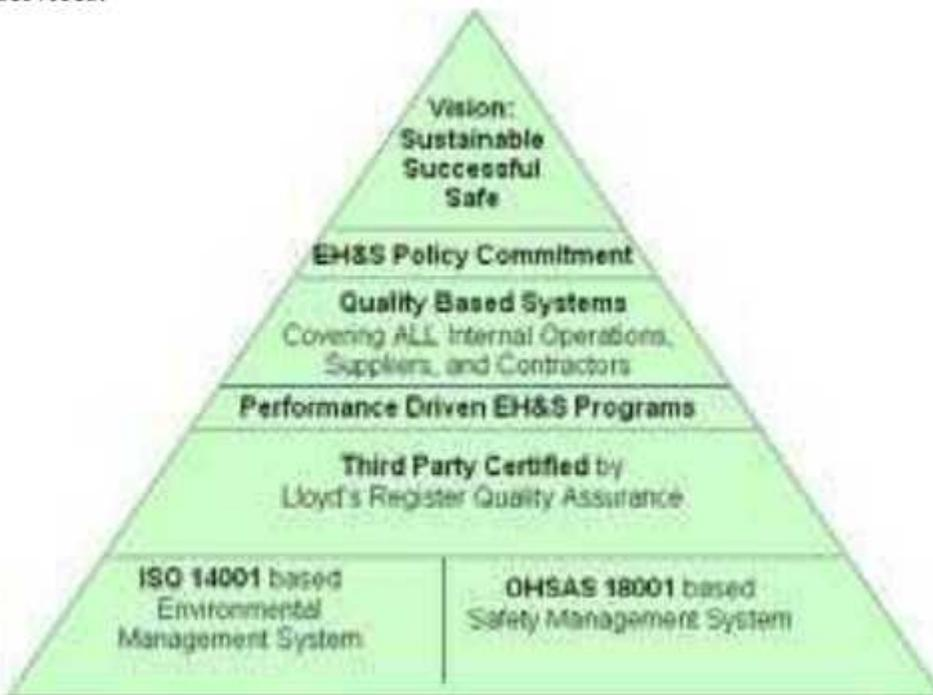 Vision:
Sustainable
Successful
Safe
EH&S Policy Commitment
Quality Based Systems
Covering ALL Internal Operations,
Suppliers, and Contractors
Performance Driven EH&S Programs
Third Party Certified by
Lloyd's Register Quality Assurance
ISO 14001 based
Environmental
Management System
OHSAS 18001 based
Safety Management System